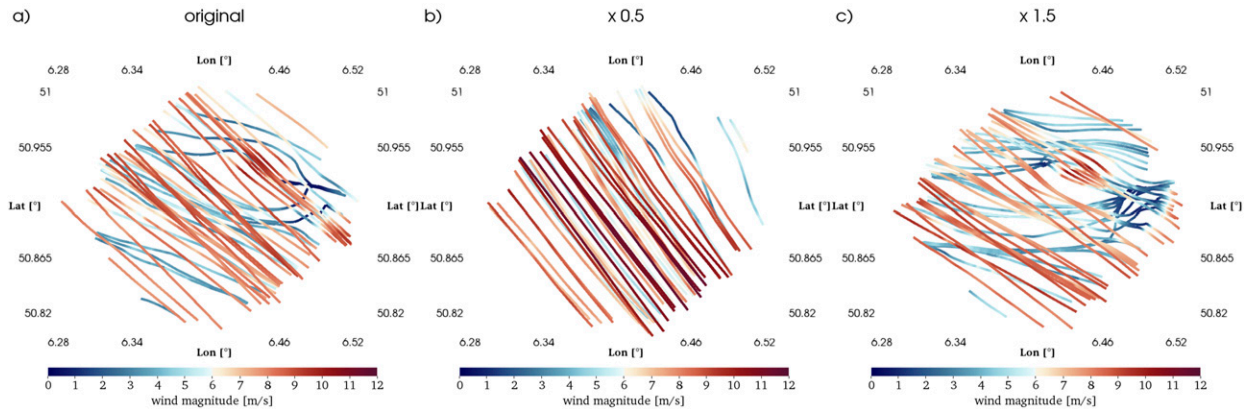 a) original
b) x 0.5
c) x 1.5
Lon [°]
6.28 6.34 6.46 6.52
51 51
50.955 50.955
Lat [°] Lat [°]
50.865 50.865
50.82 50.82
6.28 6.34 6.46 6.52
Lon [°]
0 1 2 3 4 5 6 7 8 9 10 11 12
wind magnitude [m/s]
Lon [°]
6.34 6.46 6.52
51
50.955
Lat [°] Lat [°]
50.865 50.865
50.82 50.82
6.28 6.34 6.46 6.52
Lon [°]
0 1 2 3 4 5 6 7 8 9 10 11 12
wind magnitude [m/s]
Lon [°]
6.28 6.34 6.46 6.52
51 51
50.955 50.955
Lat [°] Lat [°]
50.865 50.865
50.82 50.82
6.28 6.34 6.46 6.52
Lon [°]
0 1 2 3 4 5 6 7 8 9 10 11 12
wind magnitude [m/s]